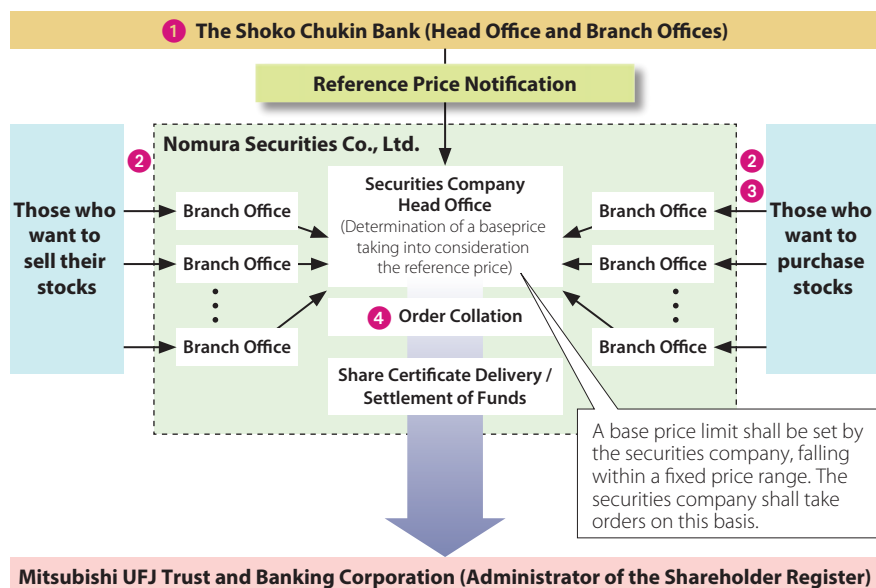 1 The Shoko Chukin Bank (Head Office and Branch Offices)
Reference Price Notification
Nomura Securities Co., Ltd.
2
Those who
want to
sell their
stocks
Branch Office
Branch Office
Branch Office
Securities Company
Head Office
(Determination of a baseprice
taking into consideration
the reference price)
4 Order Collation
Share Certificate Delivery /
Settlement of Funds
Branch Office
Branch Office
Branch Office
2
3
Those who
want to
purchase
stocks
A base price limit shall be set by
the securities company, falling
within a fixed price range. The
securities company shall take
orders on this basis.
Mitsubishi UFJ Trust and Banking Corporation (Administrator of the Shareholder Register)